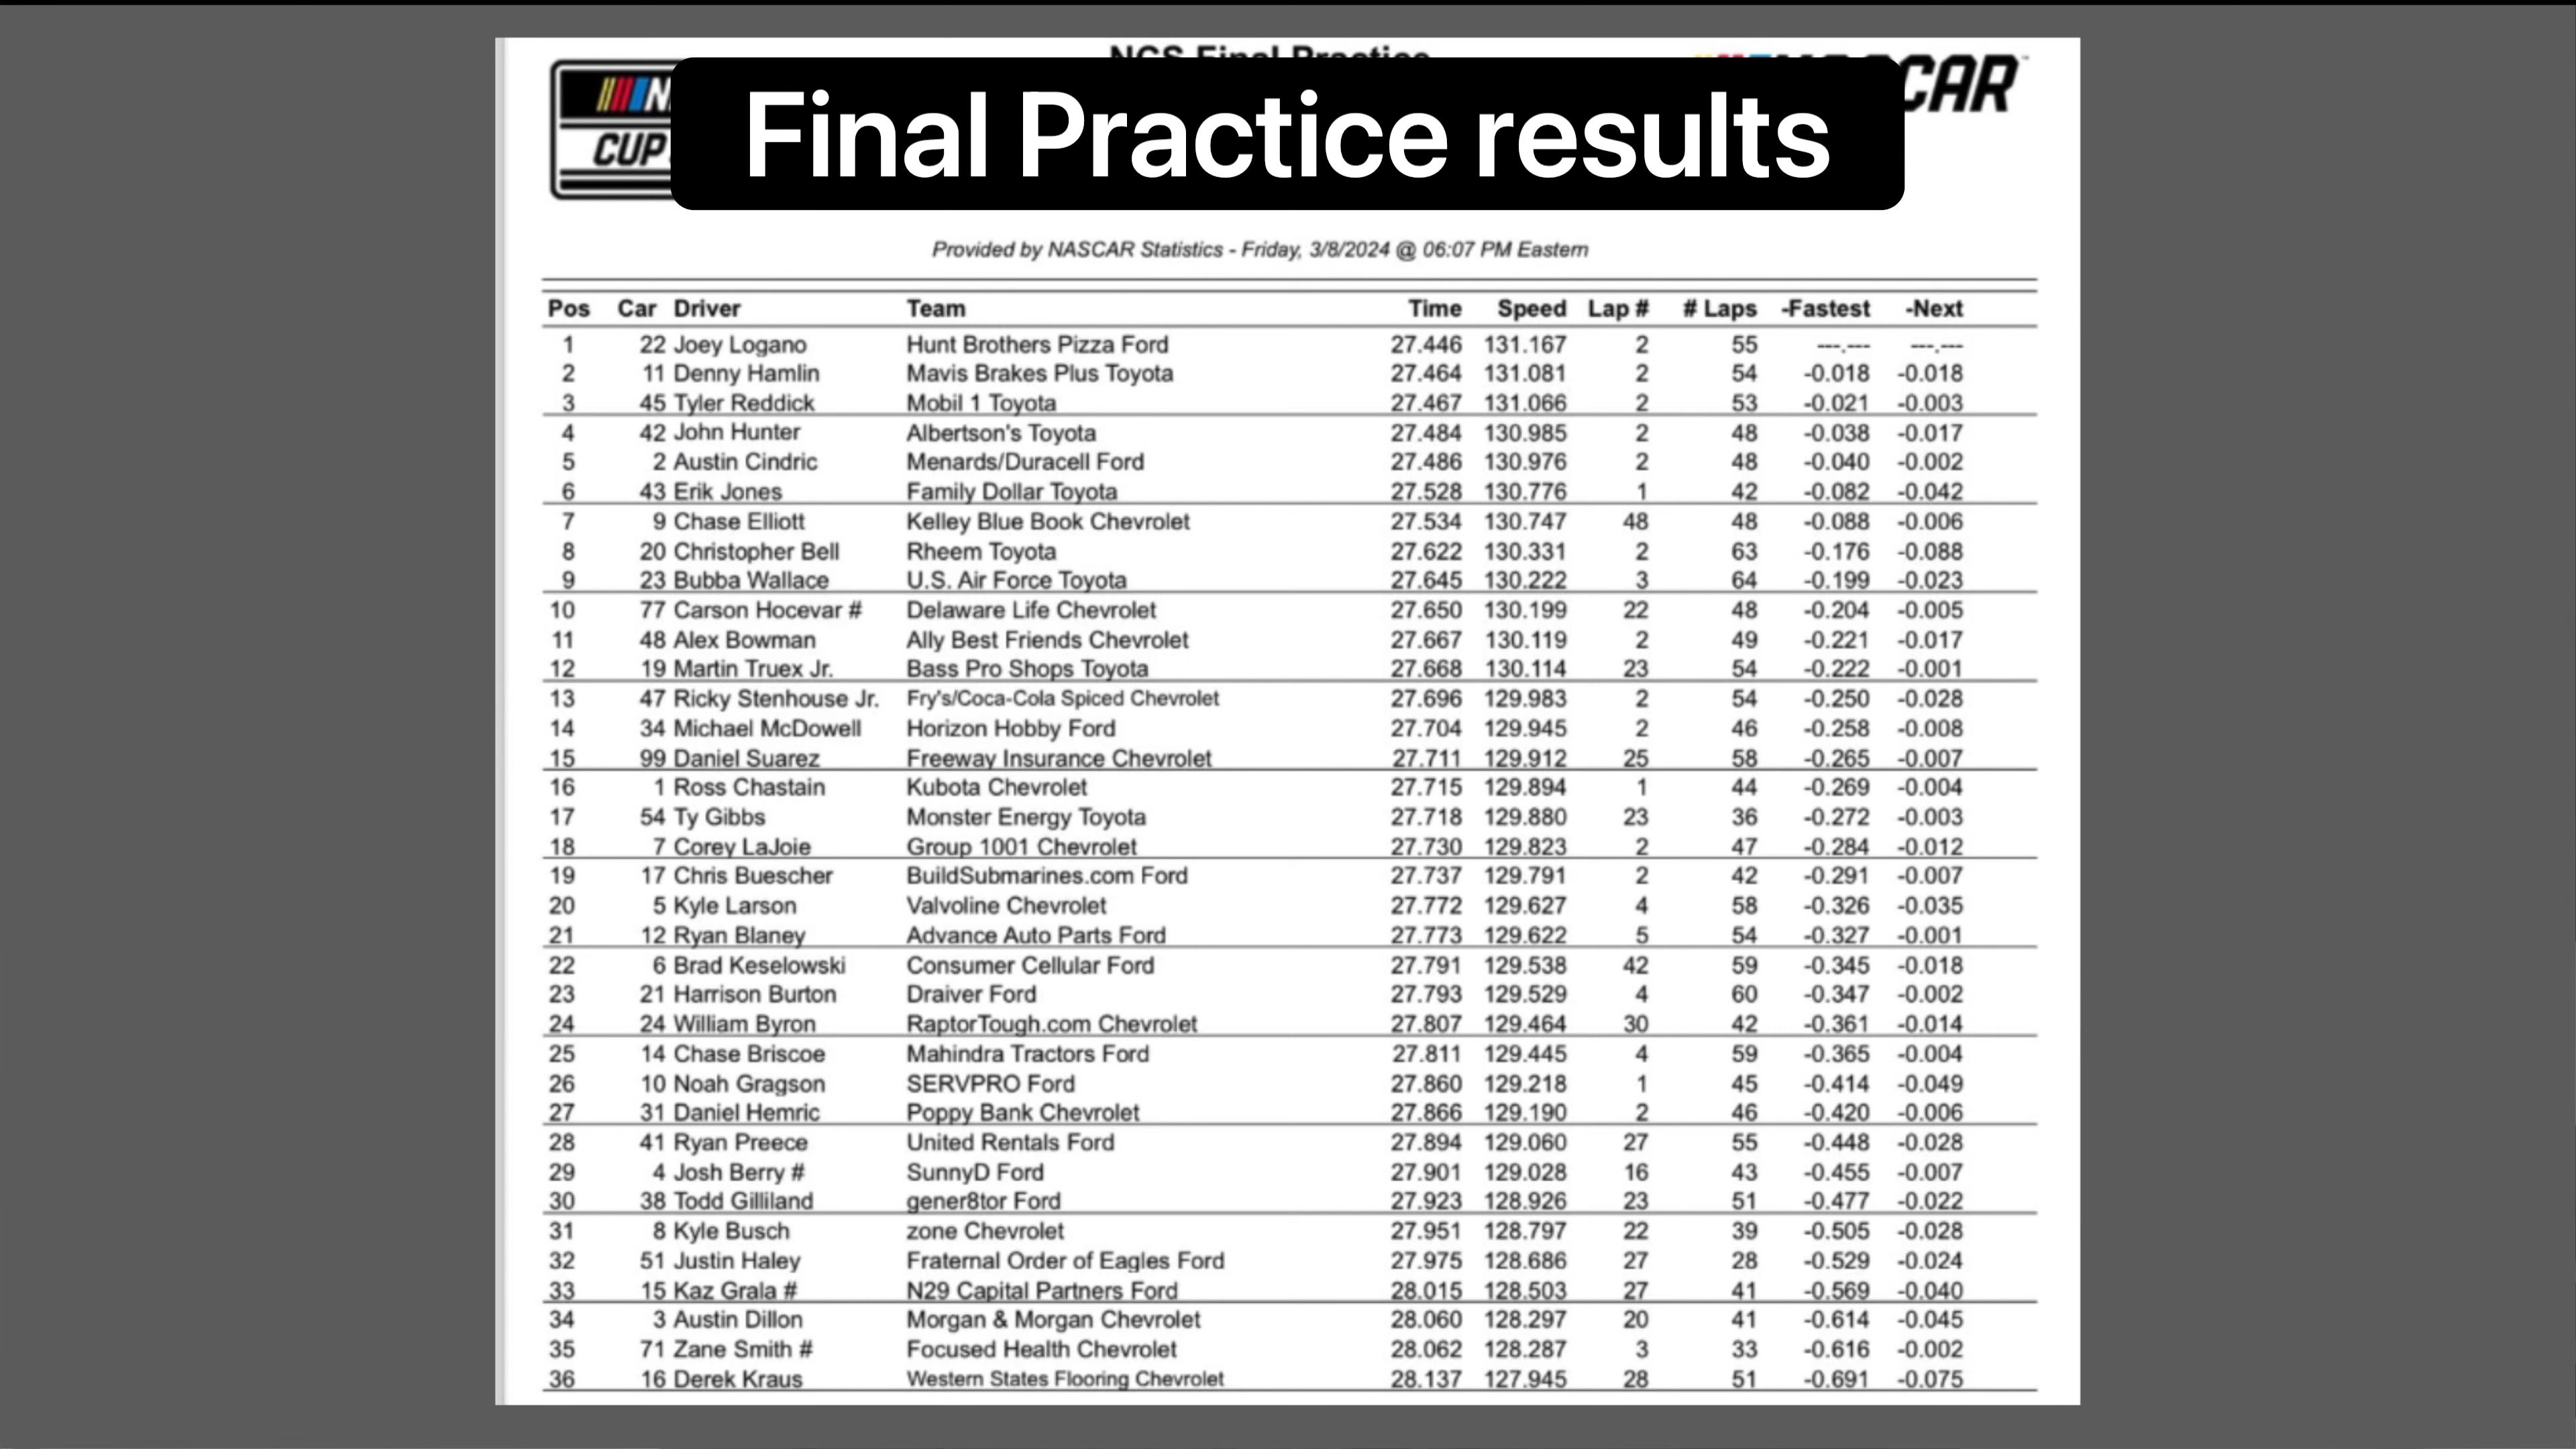 NCS Final Practice
N
CUP
CAR
Final Practice results
Provided by NASCAR Statistics - Friday, 3/8/2024 @ 06:07 PM Eastern
Pos Car Driver Team Time Speed Lap # # Laps -Fastest -Next
1 22 Joey Logano Hunt Brothers Pizza Ford 27.446 131.167 2 55 ---.--- ---.---
2 11 Denny Hamlin Mavis Brakes Plus Toyota 27.464 131.081 2 54 -0.018 -0.018
3 45 Tyler Reddick Mobil 1 Toyota 27.467 131.066 2 53 -0.021 -0.003
4 42 John Hunter Albertson's Toyota 27.484 130.985 2 48 -0.038 -0.017
5 2 Austin Cindric Menards/Duracell Ford 27.486 130.976 2 48 -0.040 -0.002
6 43 Erik Jones Family Dollar Toyota 27.528 130.776 1 42 -0.082 -0.042
7 9 Chase Elliott Kelley Blue Book Chevrolet 27.534 130.747 48 48 -0.088 -0.006
8 20 Christopher Bell Rheem Toyota 27.622 130.331 2 63 -0.176 -0.088
9 23 Bubba Wallace U.S. Air Force Toyota 27.645 130.222 3 64 -0.199 -0.023
10 77 Carson Hocevar # Delaware Life Chevrolet 27.650 130.199 22 48 -0.204 -0.005
11 48 Alex Bowman Ally Best Friends Chevrolet 27.667 130.119 2 49 -0.221 -0.017
12 19 Martin Truex Jr. Bass Pro Shops Toyota 27.668 130.114 23 54 -0.222 -0.001
13 47 Ricky Stenhouse Jr. Fry's/Coca-Cola Spiced Chevrolet 27.696 129.983 2 54 -0.250 -0.028
14 34 Michael McDowell Horizon Hobby Ford 27.704 129.945 2 46 -0.258 -0.008
15 99 Daniel Suarez Freeway Insurance Chevrolet 27.711 129.912 25 58 -0.265 -0.007
16 1 Ross Chastain Kubota Chevrolet 27.715 129.894 1 44 -0.269 -0.004
17 54 Ty Gibbs Monster Energy Toyota 27.718 129.880 23 36 -0.272 -0.003
18 7 Corey LaJoie Group 1001 Chevrolet 27.730 129.823 2 47 -0.284 -0.012
19 17 Chris Buescher BuildSubmarines.com Ford 27.737 129.791 2 42 -0.291 -0.007
20 5 Kyle Larson Valvoline Chevrolet 27.772 129.627 4 58 -0.326 -0.035
21 12 Ryan Blaney Advance Auto Parts Ford 27.773 129.622 5 54 -0.327 -0.001
22 6 Brad Keselowski Consumer Cellular Ford 27.791 129.538 42 59 -0.345 -0.018
23 21 Harrison Burton Draiver Ford 27.793 129.529 4 60 -0.347 -0.002
24 24 William Byron RaptorTough.com Chevrolet 27.807 129.464 30 42 -0.361 -0.014
25 14 Chase Briscoe Mahindra Tractors Ford 27.811 129.445 4 59 -0.365 -0.004
26 10 Noah Gragson SERVPRO Ford 27.860 129.218 1 45 -0.414 -0.049
27 31 Daniel Hemric Poppy Bank Chevrolet 27.866 129.190 2 46 -0.420 -0.006
28 41 Ryan Preece United Rentals Ford 27.894 129.060 27 55 -0.448 -0.028
29 4 Josh Berry # SunnyD Ford 27.901 129.028 16 43 -0.455 -0.007
30 38 Todd Gilliland gener8tor Ford 27.923 128.926 23 51 -0.477 -0.022
31 8 Kyle Busch zone Chevrolet 27.951 128.797 22 39 -0.505 -0.028
32 51 Justin Haley Fraternal Order of Eagles Ford 27.975 128.686 27 28 -0.529 -0.024
33 15 Kaz Grala # N29 Capital Partners Ford 28.015 128.503 27 41 -0.569 -0.040
34 3 Austin Dillon Morgan & Morgan Chevrolet 28.060 128.297 20 41 -0.614 -0.045
35 71 Zane Smith # Focused Health Chevrolet 28.062 128.287 3 33 -0.616 -0.002
36 16 Derek Kraus Western States Flooring Chevrolet 28.137 127.945 28 51 -0.691 -0.075